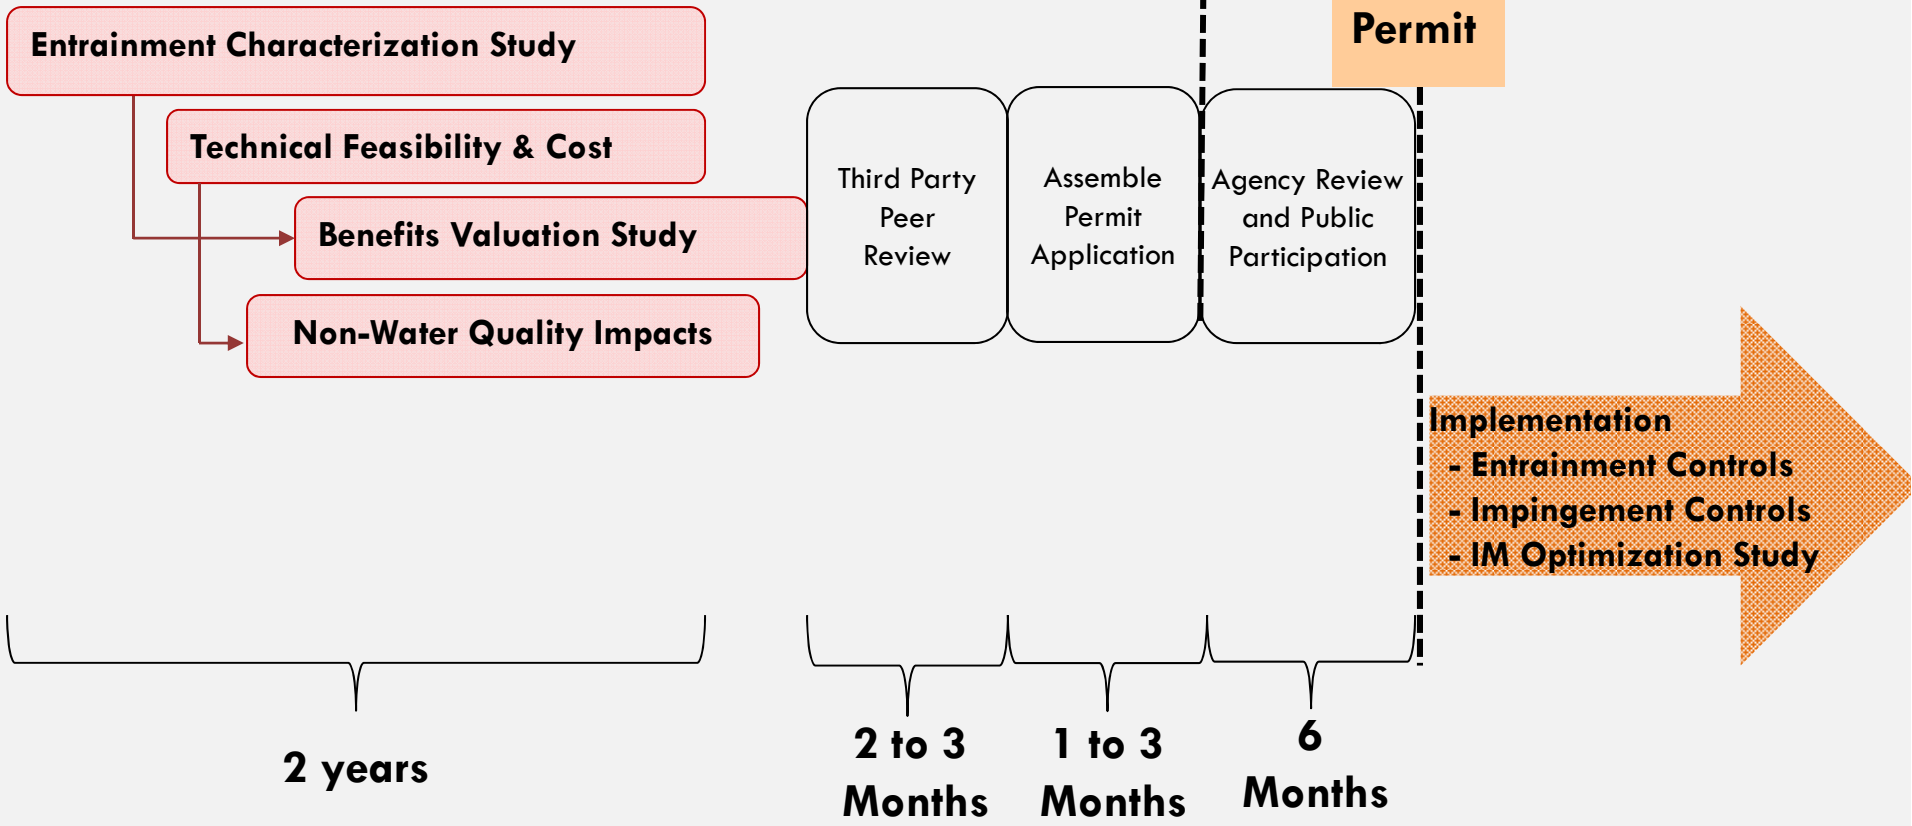 Permit
Entrainment Characterization Study
Technical Feasibility & Cost
Benefits Valuation Study
Non-Water Quality Impacts
Third Party
Peer
Review
Assemble
Permit
Application
Agency Review
and Public
Participation
Implementation
- Entrainment Controls
- Impingement Controls
- IM Optimization Study
2 years
2 to 3
Months
1 to 3
Months
6
Months